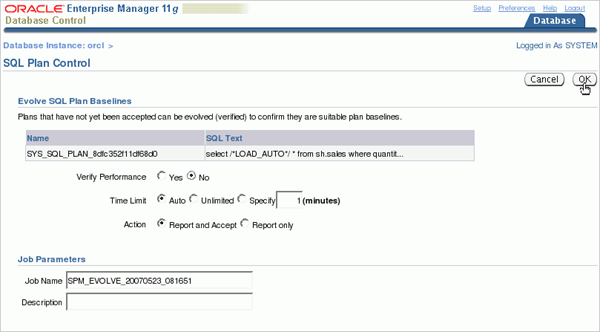 ORACLE Enterprise Manager 11g
Database Control
Setup Preferences Help Logout
Database
Database Instance: orcl >
Logged in As SYSTEM
SQL Plan Control
Cancel OK
Evolve SQL Plan Baselines
Plans that have not yet been accepted can be evolved (verified) to confirm they are suitable plan baselines.
Name SQL Text
SYS_SQL_PLAN_8dfc352f11df68d0 select /*LOAD_AUTO*/ * from sh.sales where quantit...
Verify Performance Yes No
Time Limit Auto Unlimited Specify 1 (minutes)
Action Report and Accept Report only
Job Parameters
Job Name SPM_EVOLVE_20070523_081651
Description